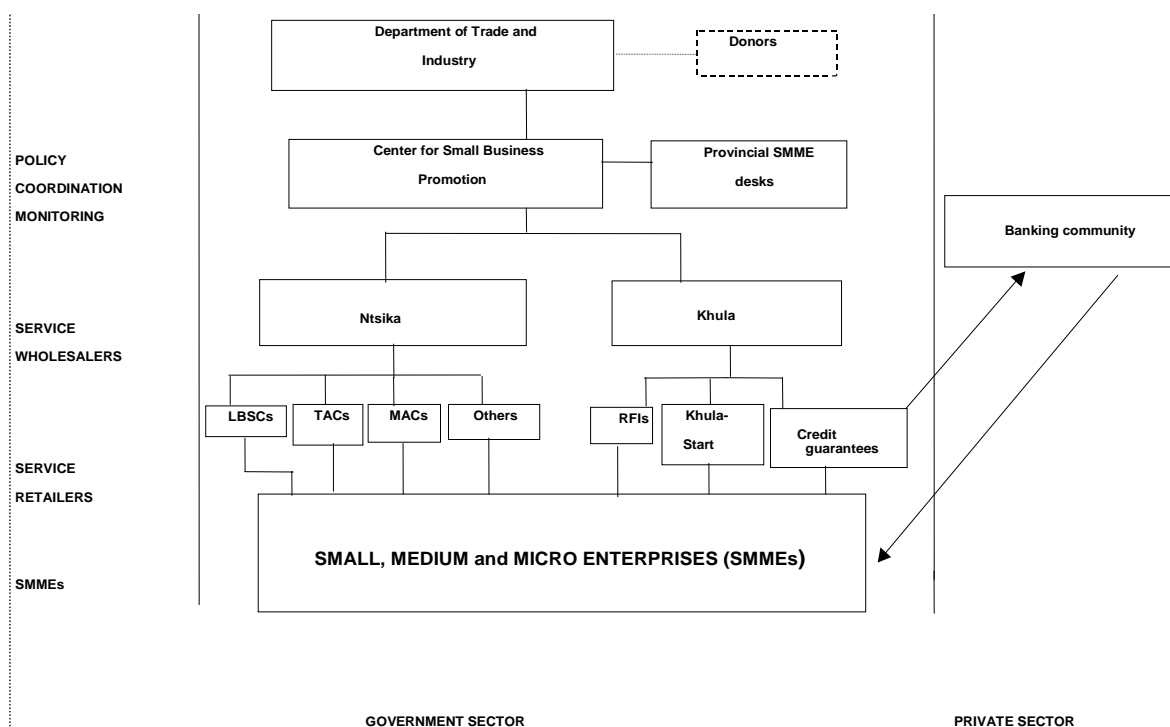 Department of Trade and
Industry
Donors
POLICY
COORDINATION
MONITORING
Center for Small Business
Promotion
Provincial SMME
desks
Banking community
SERVICE
WHOLESALERS
Ntsika
Khula
LBSCs
TACs
MACs
Others
RFIs
Khula-
Start
Credit
guarantees
SERVICE
RETAILERS
SMALL, MEDIUM and MICRO ENTERPRISES (SMMEs)
SMMEs
GOVERNMENT SECTOR
PRIVATE SECTOR